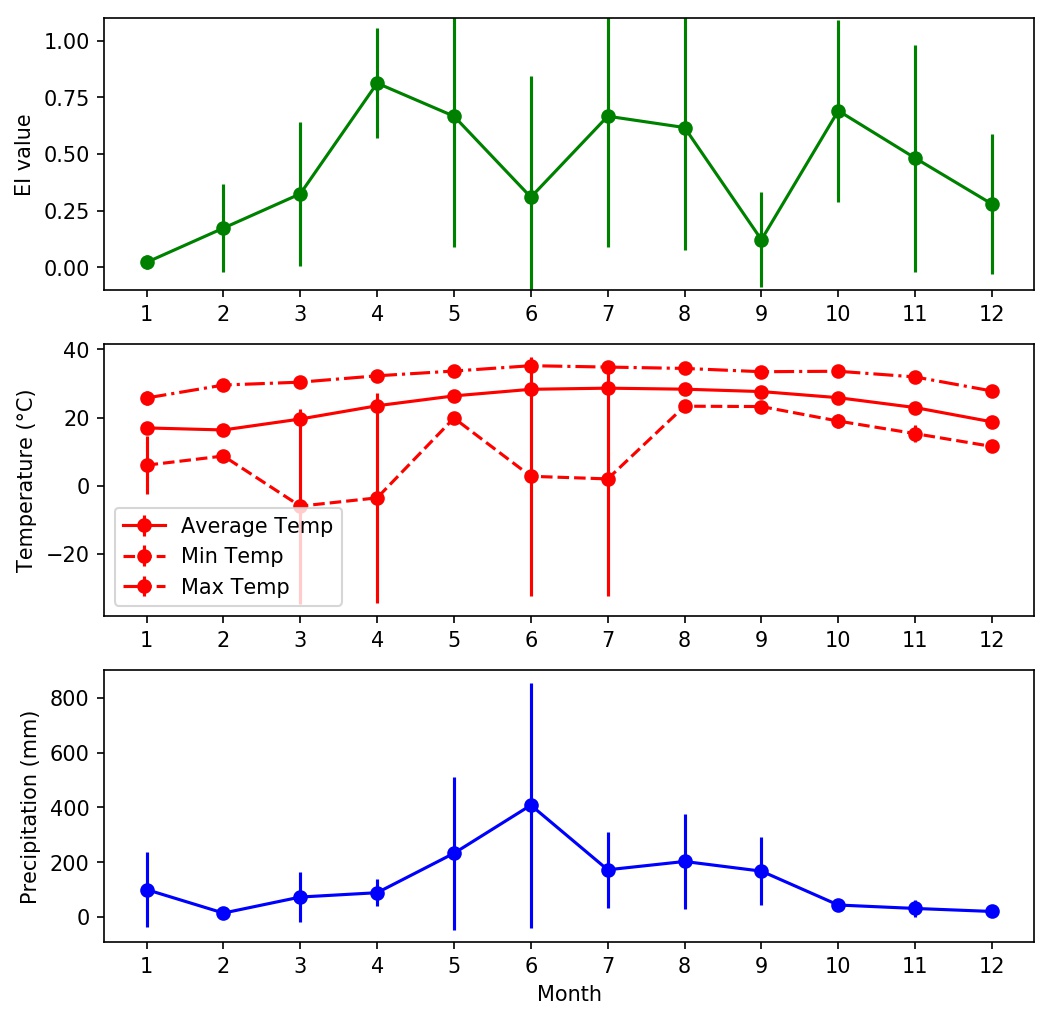 EI value
1.00
0.75
0.50
0.25
0.00
1 2 3 4 5 6 7 8 9 10 11 12
Temperature (°C)
40
20
0
−20
Average Temp
Min Temp
Max Temp
1 2 3 4 5 6 7 8 9 10 11 12
Precipitation (mm)
800
600
400
200
0
1 2 3 4 5 6 7 8 9 10 11 12
Month